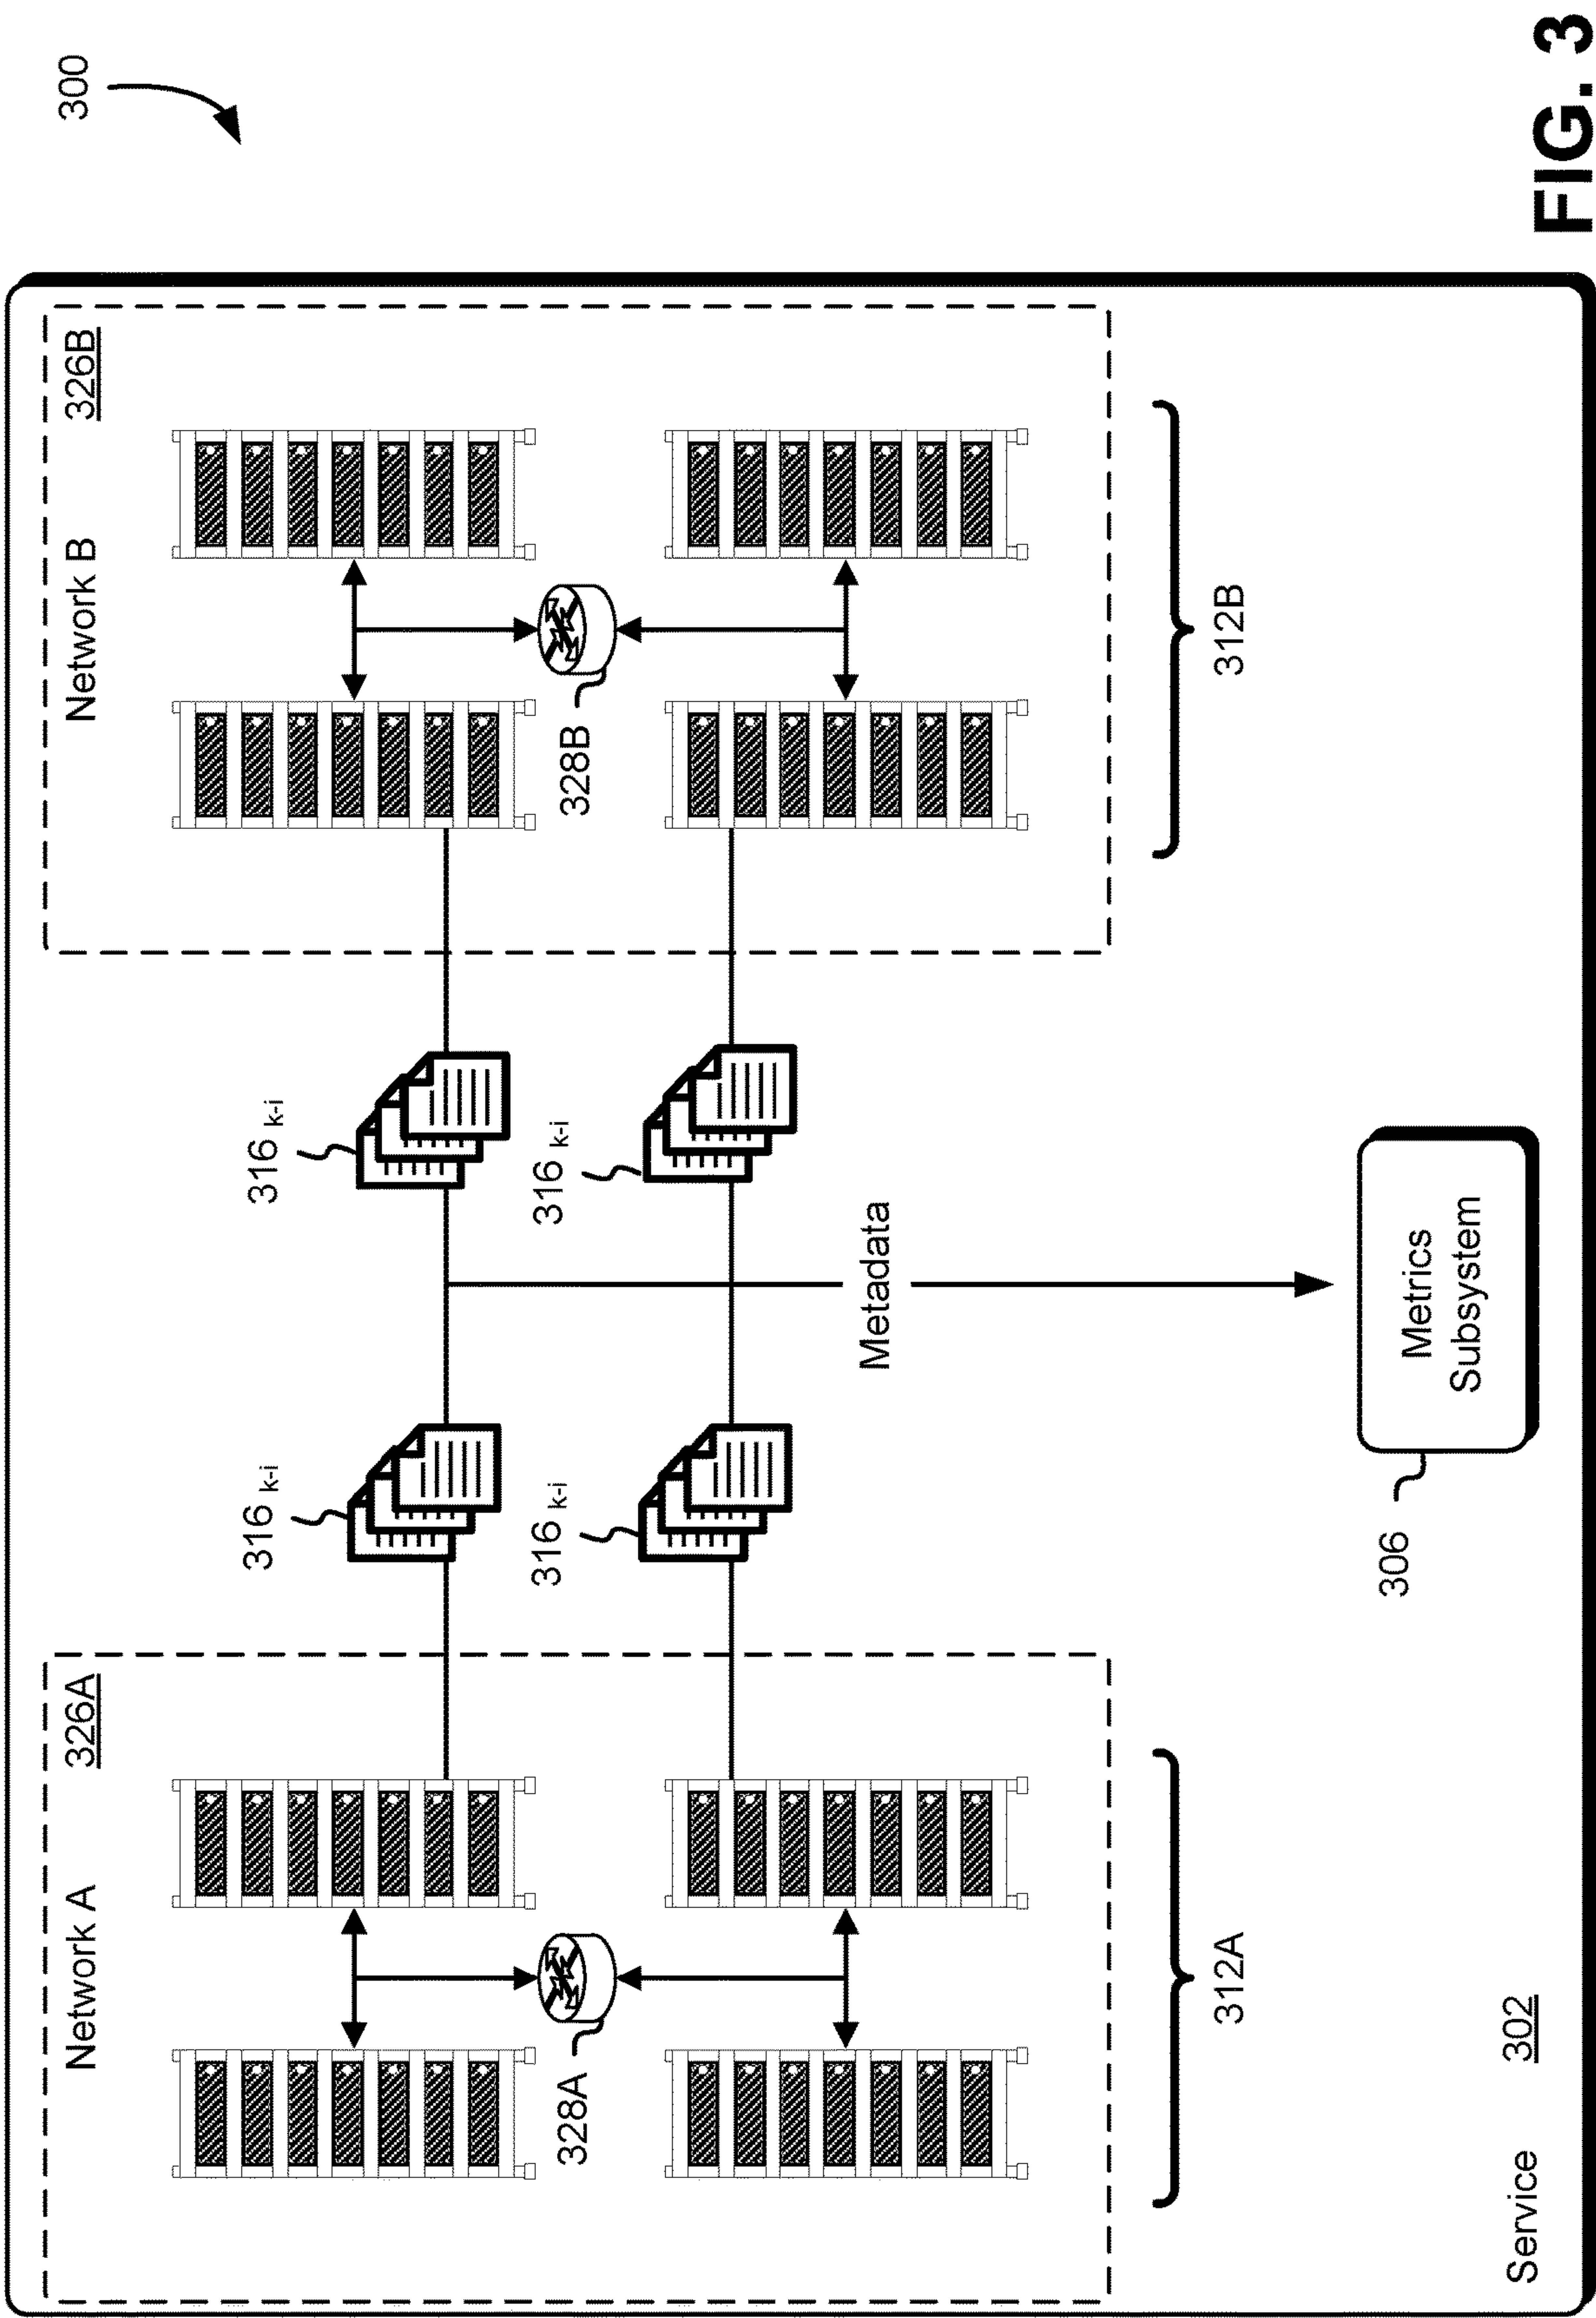 300
Network A
326A
Network B
326B
316 k-i
316 k-i
316 k-i
316 k-i
328A
328B
Metadata
312A
312B
306
Metrics
Subsystem
Service
302
FIG. 3